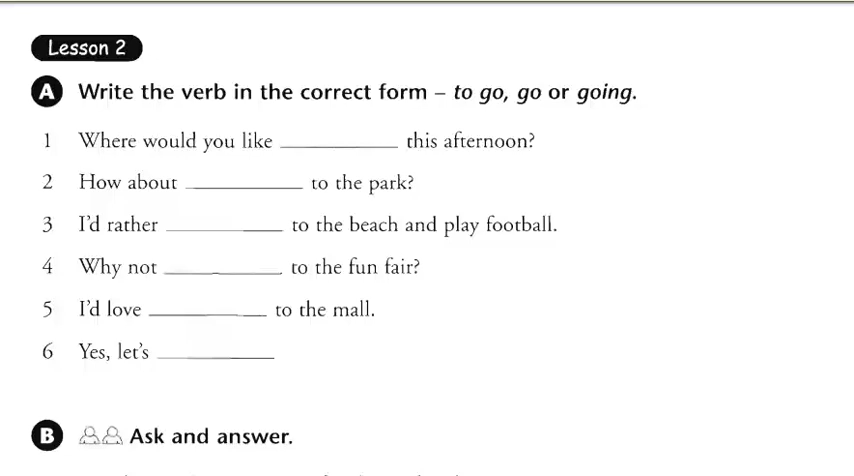 Lesson 2
A Write the verb in the correct form – to go, go or going.
1 Where would you like __________ this afternoon?
2 How about __________ to the park?
3 I'd rather __________ to the beach and play football.
4 Why not __________ to the fun fair?
5 I'd love __________ to the mall.
6 Yes, let's __________
B Ask and answer.